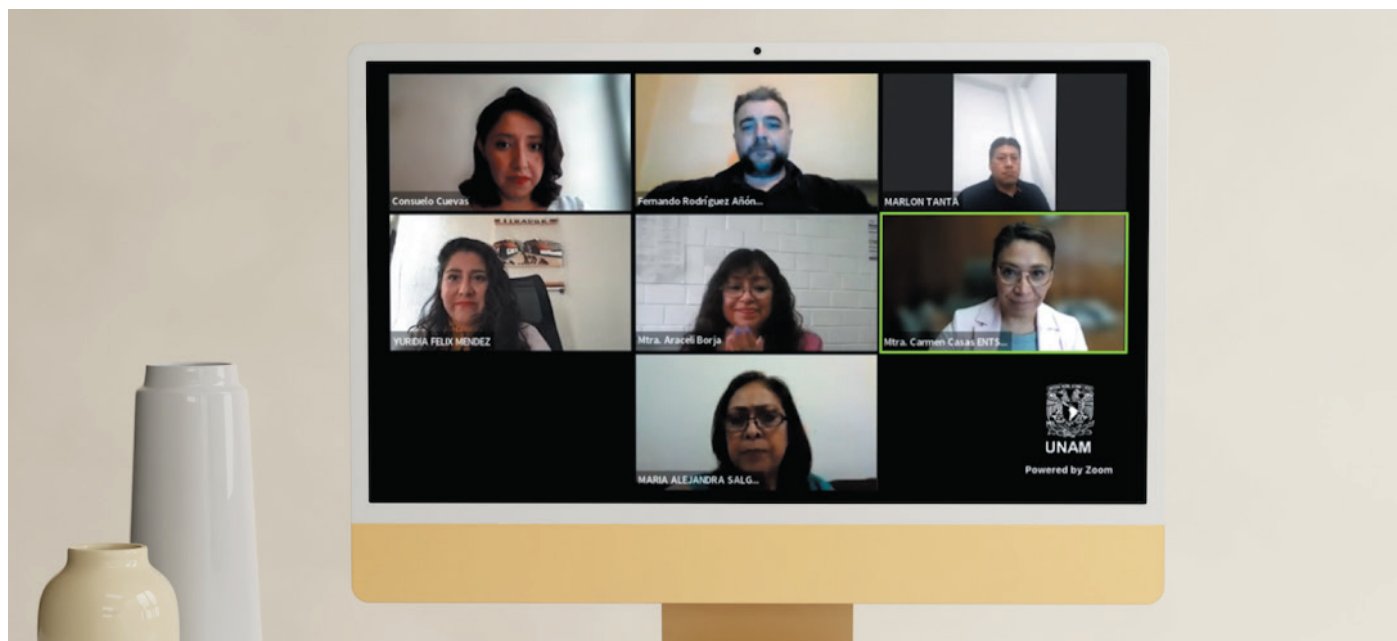 Consuelo Cuevas
Fernando Rodríguez Añón...
MARLON TANTA
YURIDIA FELIX MENDEZ
Mtra. Araceli Borja
Mtra. Carmen Casas ENTS...
MARIA ALEJANDRA SALG...
UNAM
Powered by Zoom